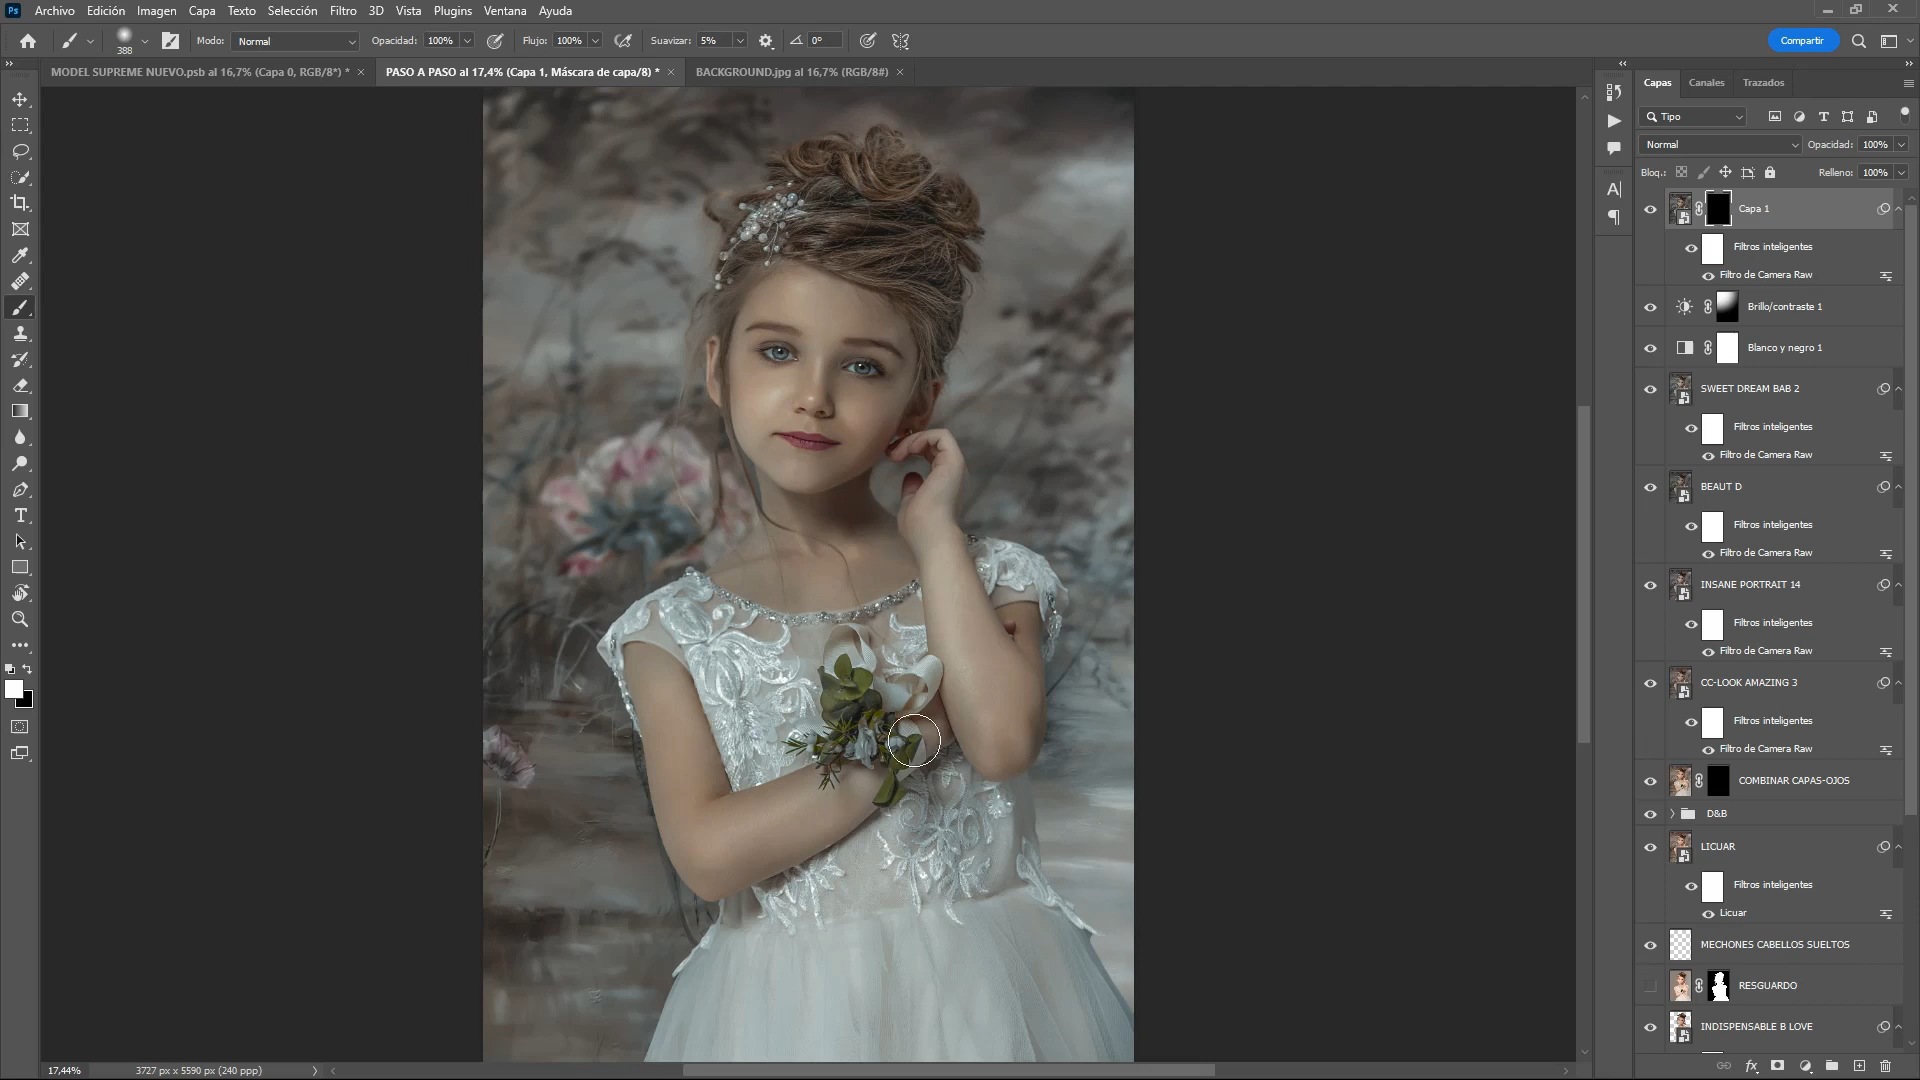 Ps Archivo Edición Imagen Capa Texto Selección Filtro 3D Vista Plugins Ventana Ayuda
388 Modo: Normal Opacidad: 100% Flujo: 100% Suavizar: 5% 0° Compartir
MODEL SUPREME NUEVO.psb al 16,7% (Capa 0, RGB/8*) * × PASO A PASO al 17,4% (Capa 1, Máscara de capa/8) * × BACKGROUND.jpg al 16,7% (RGB/8#) ×
Capas Canales Trazados
Tipo
Normal Opacidad: 100%
Bloq.: Relleno: 100%
Capa 1
Filtros inteligentes
Filtro de Camera Raw
Brillo/contraste 1
Blanco y negro 1
SWEET DREAM BAB 2
Filtros inteligentes
Filtro de Camera Raw
BEAUT D
Filtros inteligentes
Filtro de Camera Raw
INSANE PORTRAIT 14
Filtros inteligentes
Filtro de Camera Raw
CC-LOOK AMAZING 3
Filtros inteligentes
Filtro de Camera Raw
COMBINAR CAPAS-OJOS
D&B
LICUAR
Filtros inteligentes
Licuar
MECHONES CABELLOS SUELTOS
RESGUARDO
INDISPENSABLE B LOVE
17,44% 3727 px x 5590 px (240 ppp)